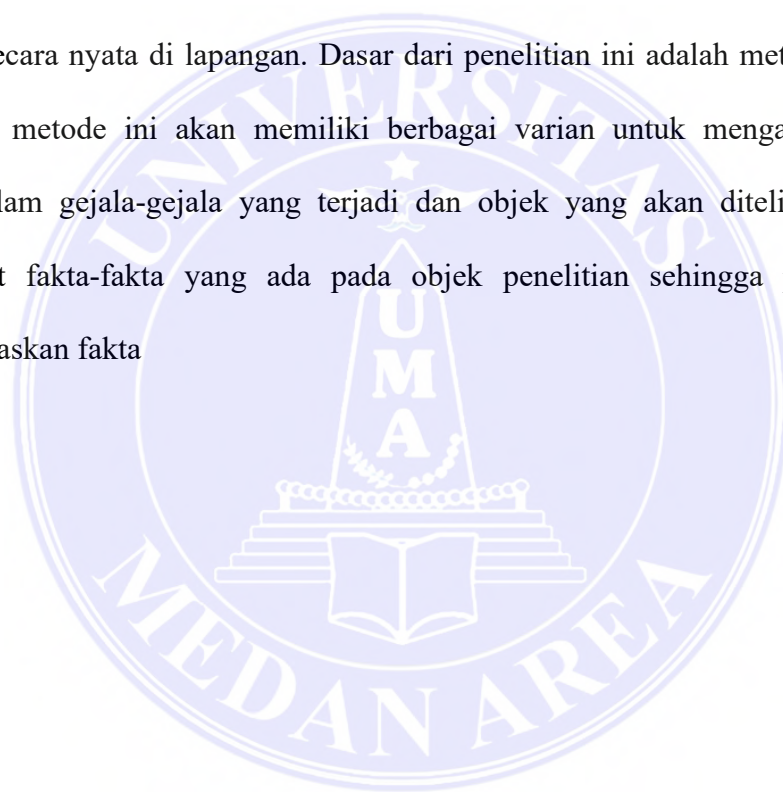 ecara nyata di lapangan. Dasar dari penelitian ini adalah met
metode ini akan memiliki berbagai varian untuk menga
lam gejala-gejala yang terjadi dan objek yang akan diteli
t fakta-fakta yang ada pada objek penelitian sehingga
askan fakta
UNIVERSITAS
UMA
MEDAN AREA